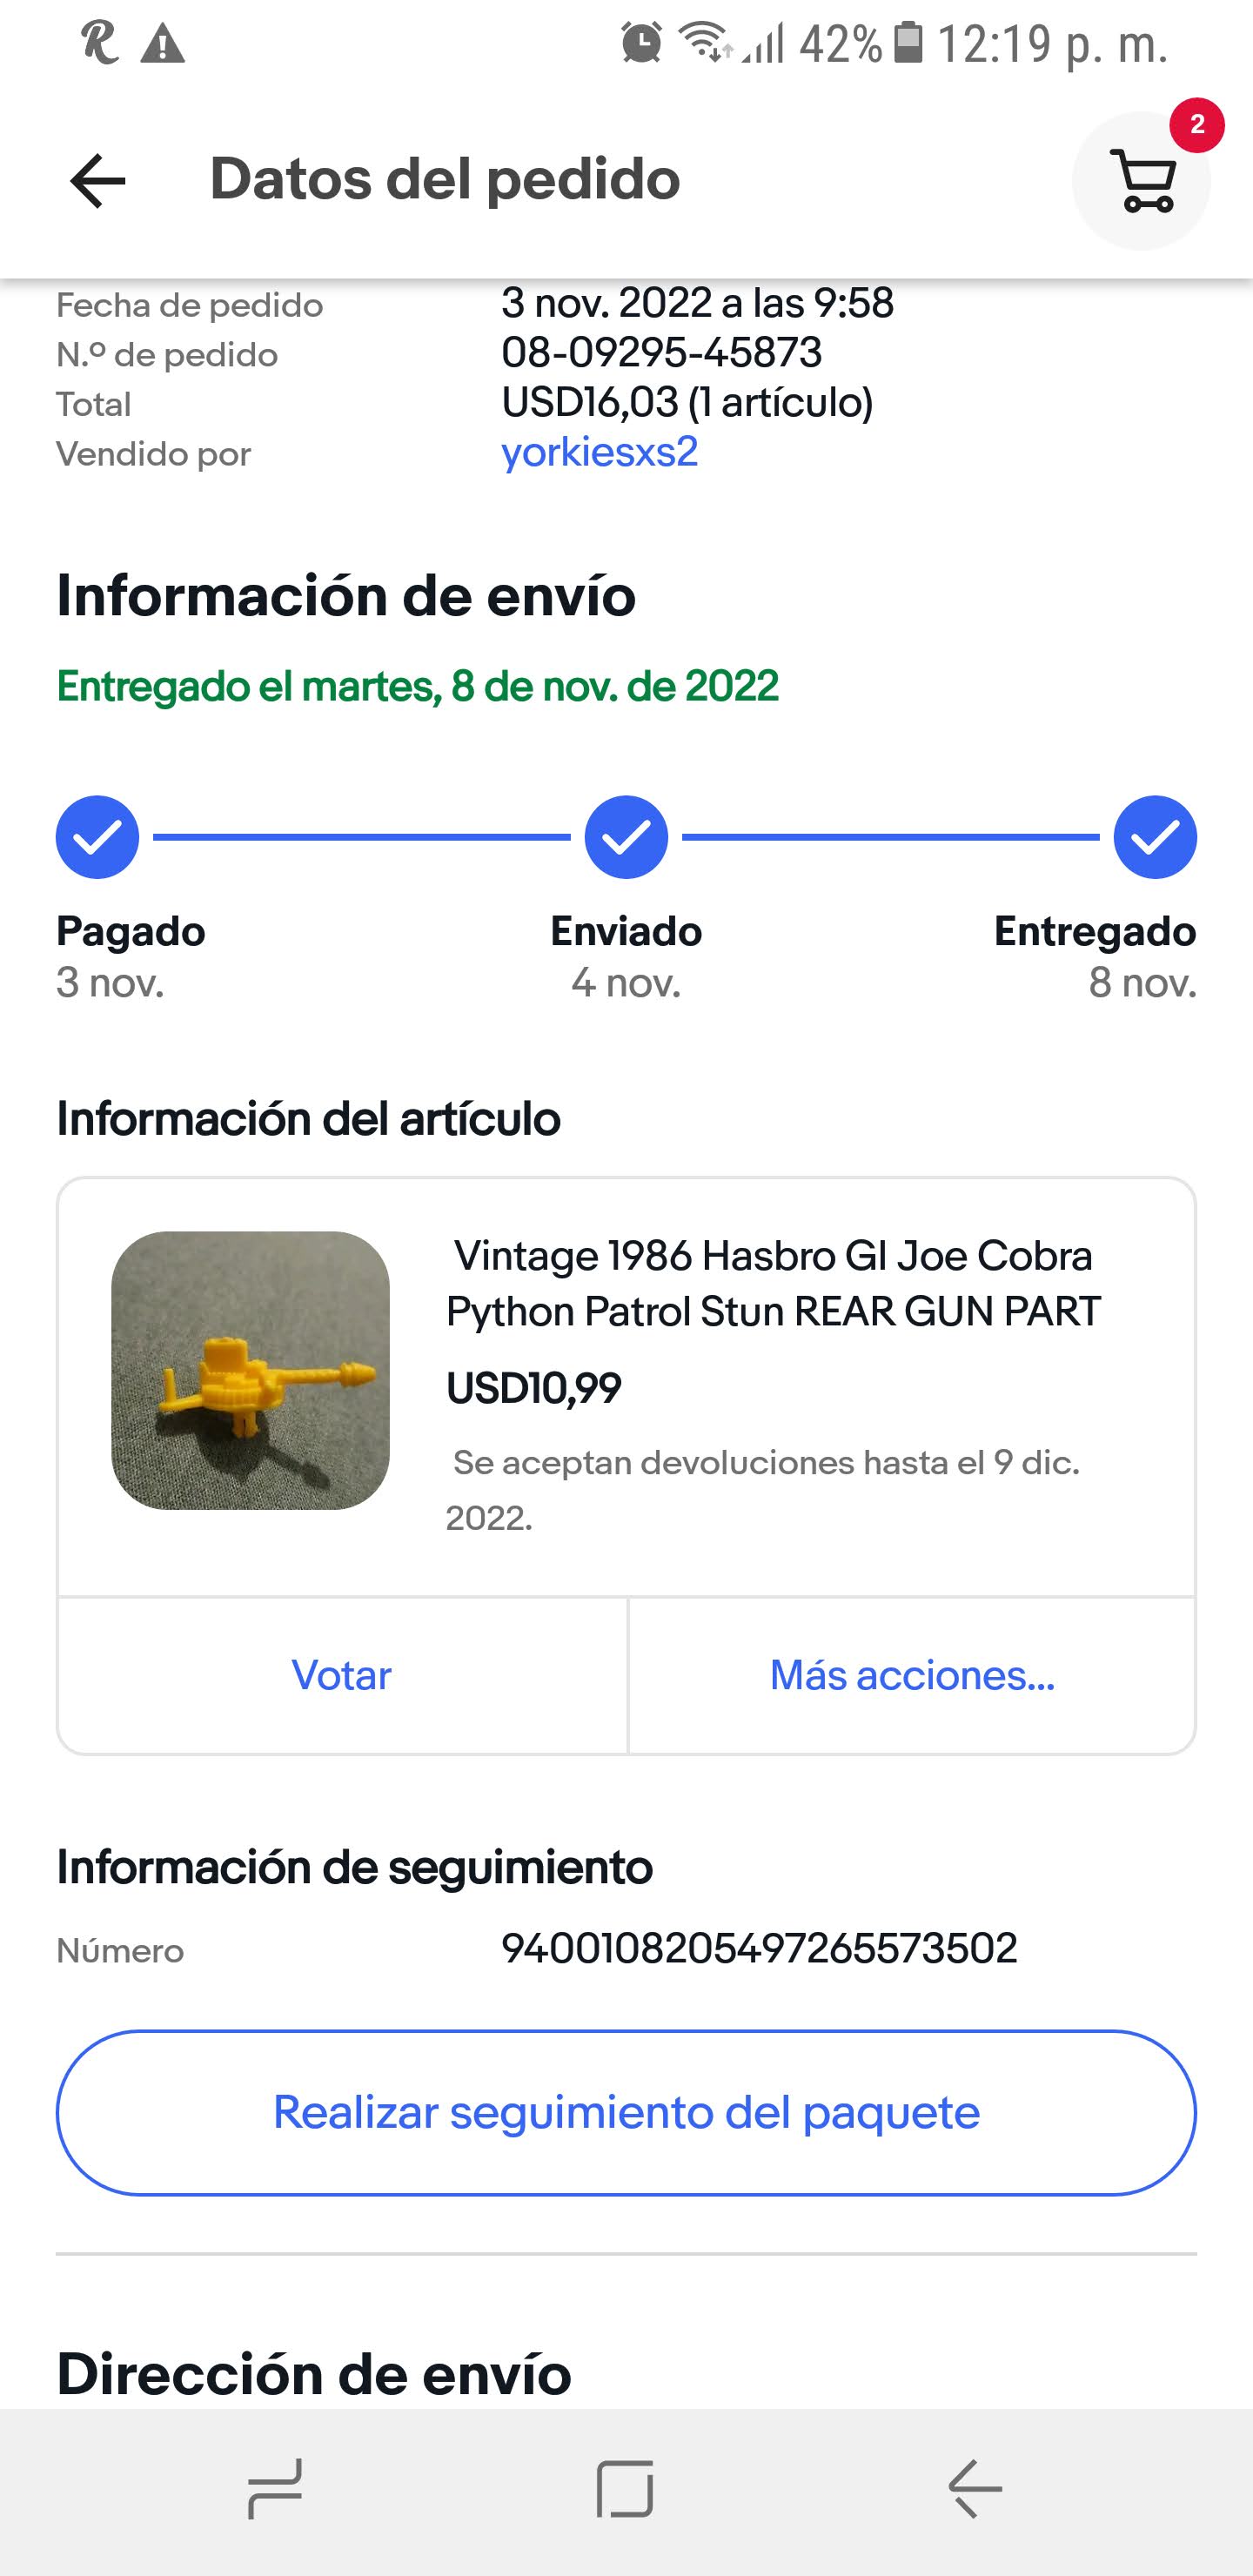 42% 12:19 p. m.
2
Datos del pedido
Fecha de pedido 3 nov. 2022 a las 9:58
N.º de pedido 08-09295-45873
Total USD16,03 (1 artículo)
Vendido por yorkiesxs2
Información de envío
Entregado el martes, 8 de nov. de 2022
Pagado Enviado Entregado
3 nov. 4 nov. 8 nov.
Información del artículo
Vintage 1986 Hasbro GI Joe Cobra
Python Patrol Stun REAR GUN PART
USD10,99
Se aceptan devoluciones hasta el 9 dic.
2022.
Votar Más acciones...
Información de seguimiento
Número 9400108205497265573502
Realizar seguimiento del paquete
Dirección de envío